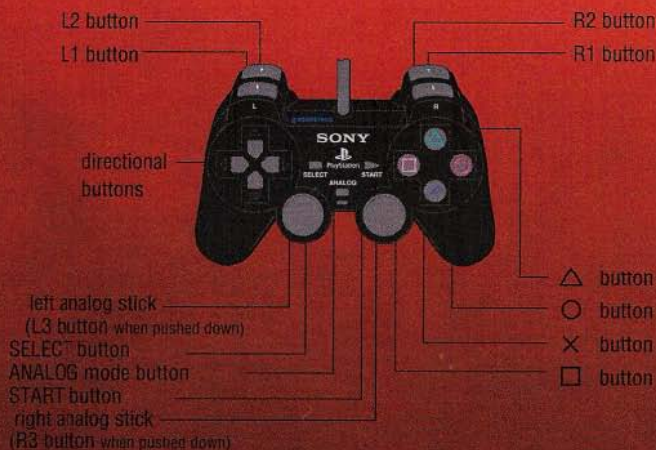 L2 button
R2 button
L1 button
R1 button
L
R
SONY
PlayStation
SELECT
START
ANALOG
directional
buttons
left analog stick
(L3 button when pushed down)
SELECT button
ANALOG mode button
START button
right analog stick
(R3 button when pushed down)
△ button
○ button
✕ button
□ button